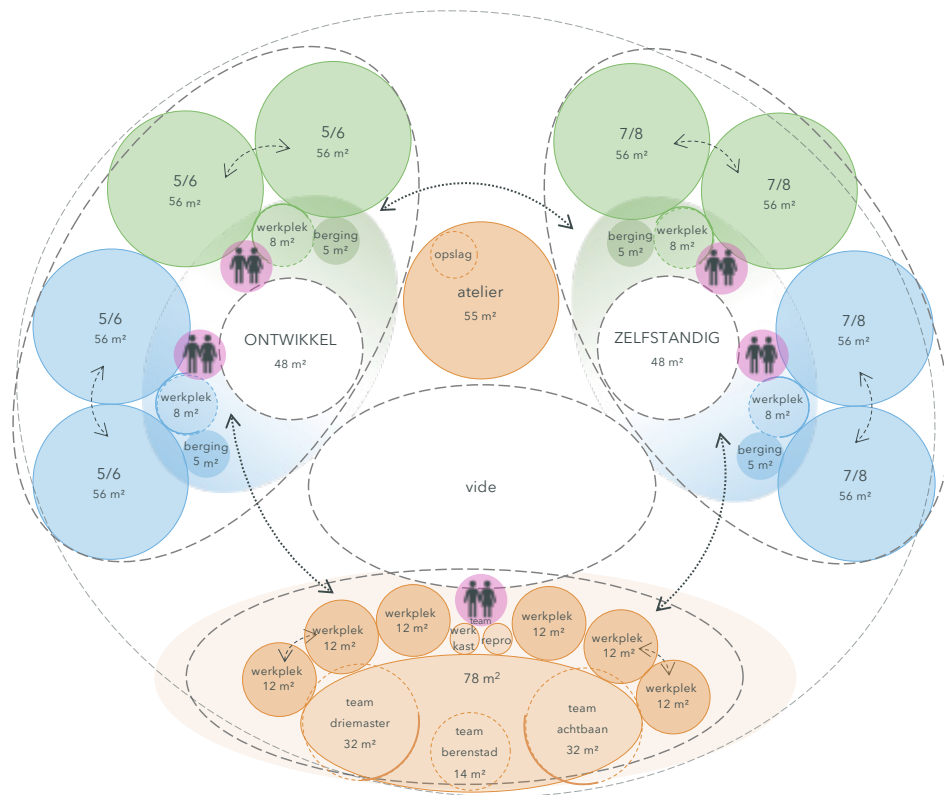 5/6
56 m²
5/6
56 m²
5/6
56 m²
5/6
56 m²
werkplek
8 m²
berging
5 m²
ONTWIKKEL
48 m²
werkplek
8 m²
berging
5 m²
opslag
atelier
55 m²
7/8
56 m²
7/8
56 m²
7/8
56 m²
7/8
56 m²
berging
5 m²
werkplek
8 m²
ZELFSTANDIG
48 m²
werkplek
8 m²
berging
5 m²
vide
team
werkplek
12 m²
werkplek
12 m²
werkplek
12 m²
werk
kast
repro
werkplek
12 m²
werkplek
12 m²
werkplek
12 m²
78 m²
team
driemaster
32 m²
team
berenstad
14 m²
team
achtbaan
32 m²